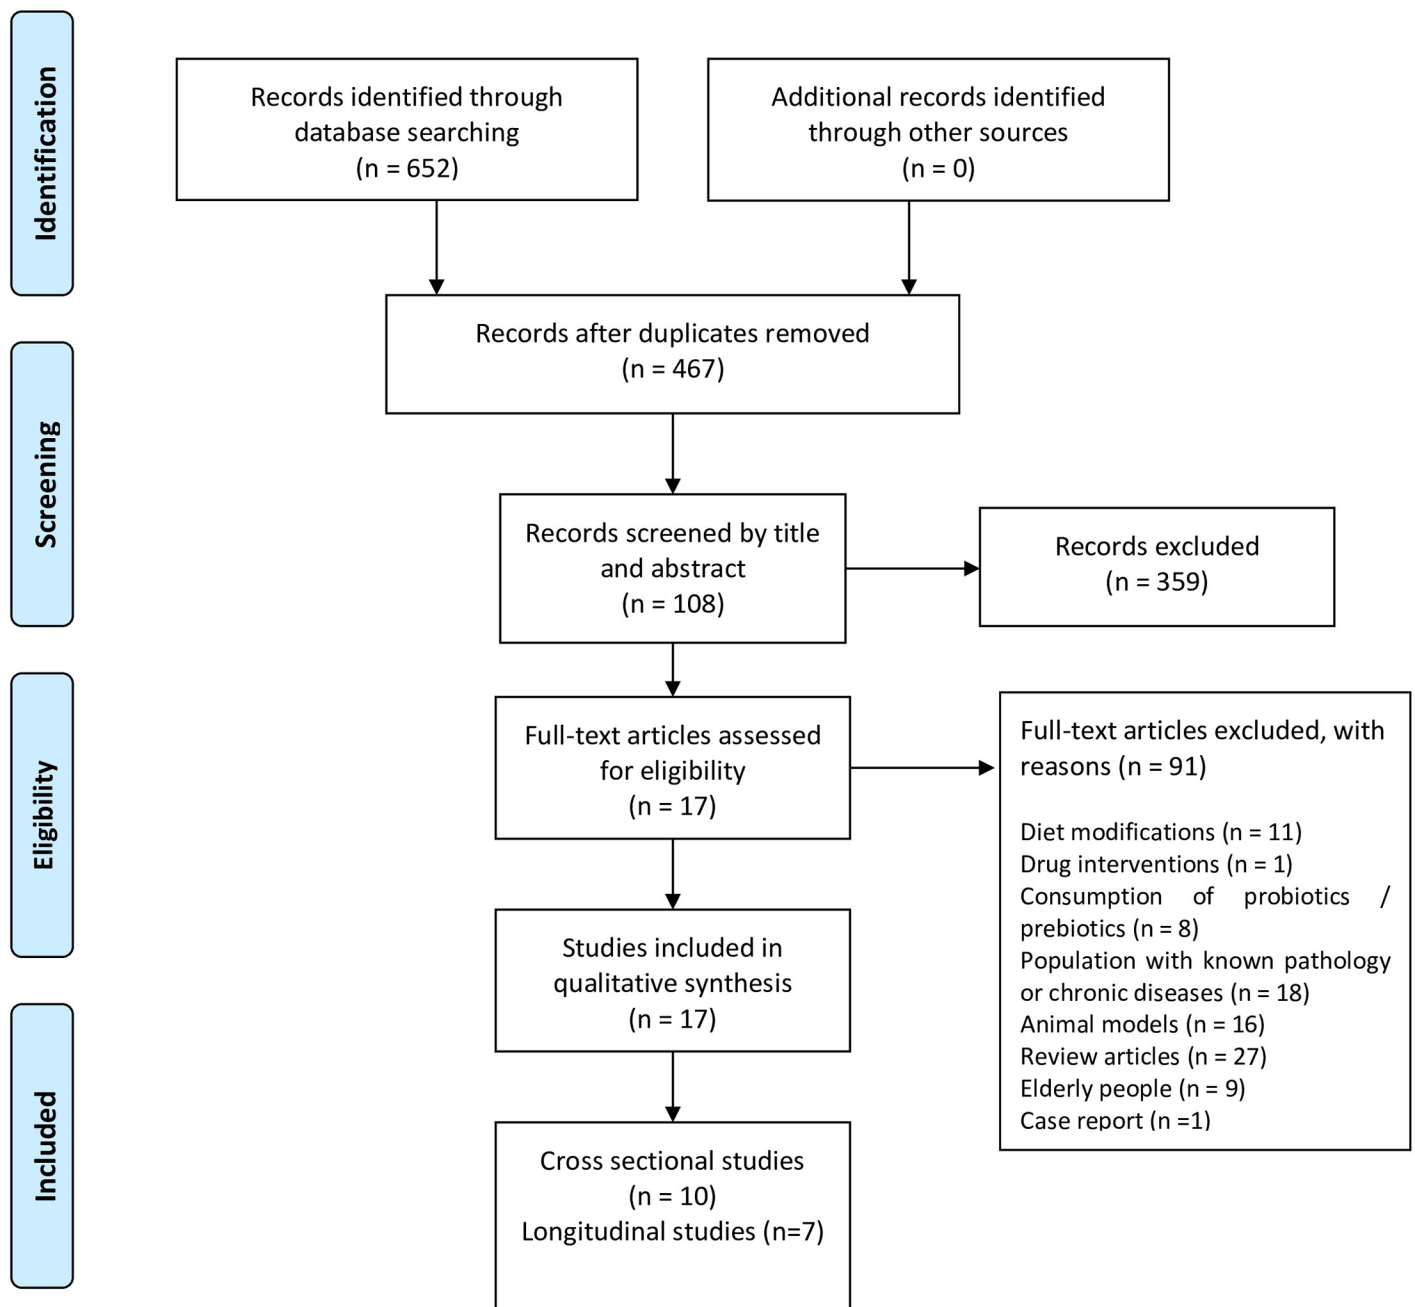 Identification
Records identified through
database searching
(n = 652)
Additional records identified
through other sources
(n = 0)
Records after duplicates removed
(n = 467)
Screening
Records screened by title
and abstract
(n = 108)
Records excluded
(n = 359)
Eligibility
Full-text articles assessed
for eligibility
(n = 17)
Full-text articles excluded, with
reasons (n = 91)
Diet modifications (n = 11)
Drug interventions (n = 1)
Consumption of probiotics /
prebiotics (n = 8)
Population with known pathology
or chronic diseases (n = 18)
Animal models (n = 16)
Review articles (n = 27)
Elderly people (n = 9)
Case report (n =1)
Studies included in
qualitative synthesis
(n = 17)
Included
Cross sectional studies
(n = 10)
Longitudinal studies (n=7)